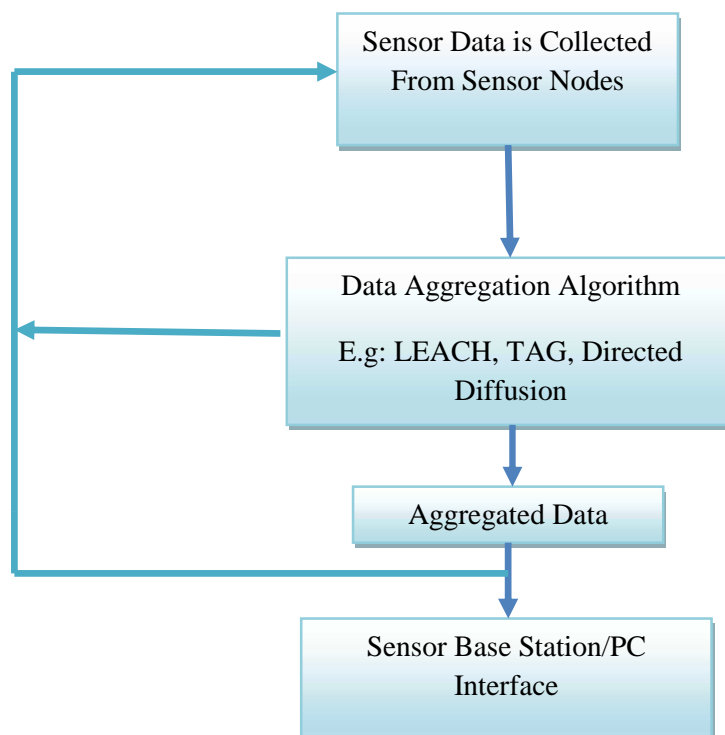 Sensor Data is Collected
From Sensor Nodes
Data Aggregation Algorithm
E.g: LEACH, TAG, Directed
Diffusion
Aggregated Data
Sensor Base Station/PC
Interface